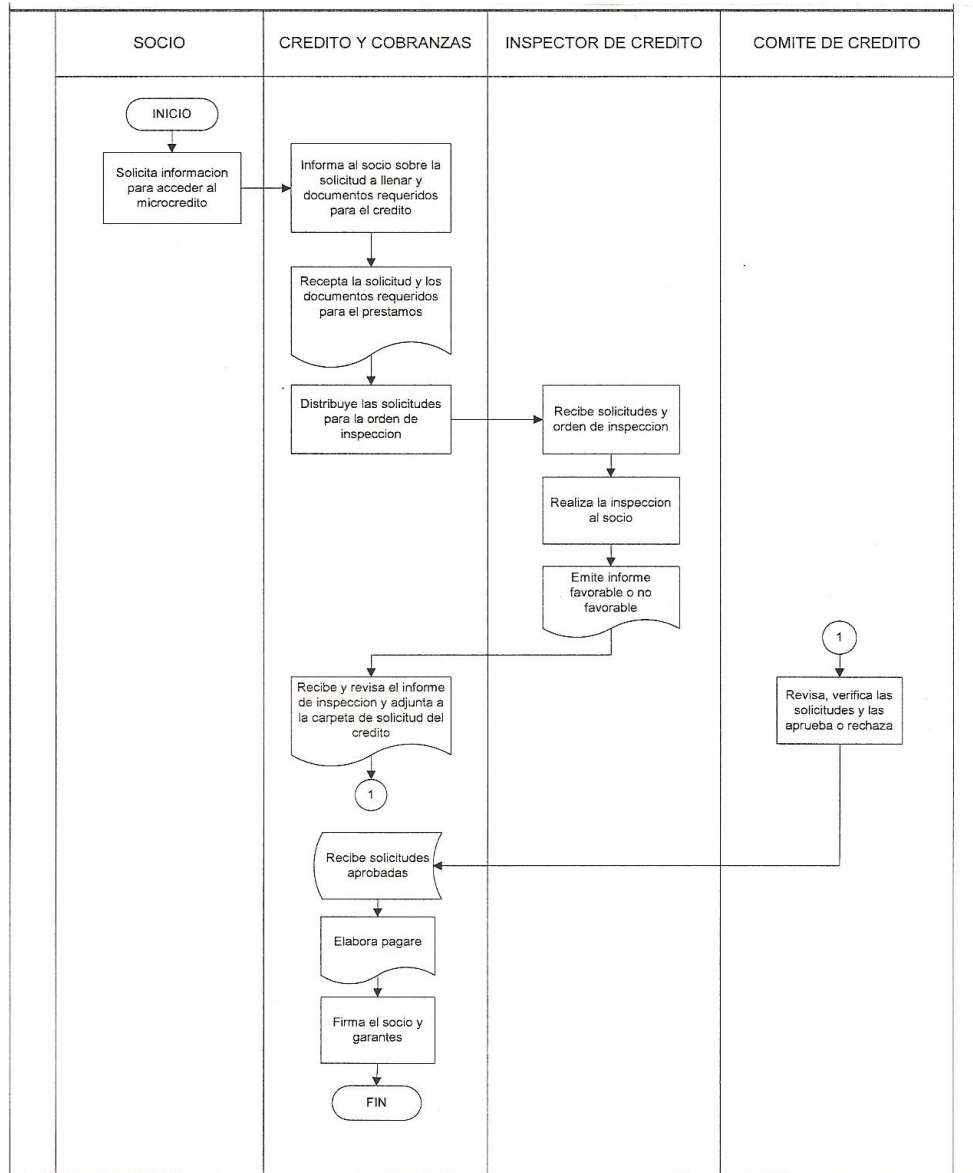 SOCIO
CREDITO Y COBRANZAS
INSPECTOR DE CREDITO
COMITE DE CREDITO
INICIO
Solicita informacion
para acceder al
microcredito
Informa al socio sobre la
solicitud a llenar y
documentos requeridos
para el credito
Recepta la solicitud y los
documentos requeridos
para el prestamos
Distribuye las solicitudes
para la orden de
inspeccion
Recibe solicitudes y
orden de inspeccion
Realiza la inspeccion
al socio
Emite informe
favorable o no
favorable
Recibe y revisa el informe
de inspeccion y adjunta a
la carpeta de solicitud del
credito
1
1
Revisa, verifica las
solicitudes y las
aprueba o rechaza
Recibe solicitudes
aprobadas
Elabora pagare
Firma el socio y
garantes
FIN